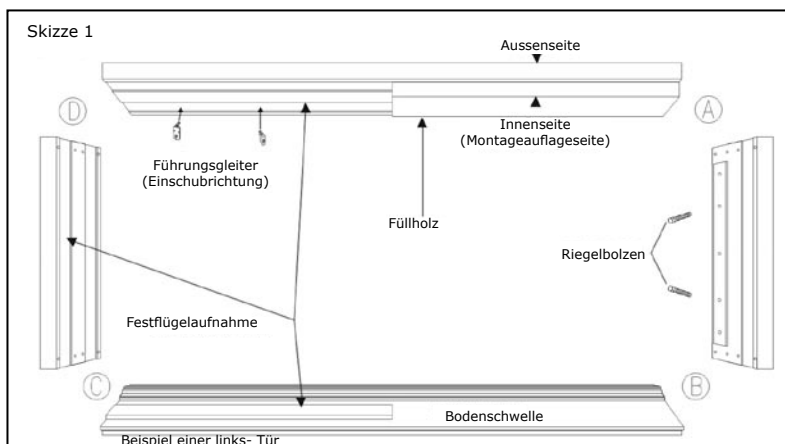 Skizze 1
Aussenseite
D
A
Innenseite
(Montageauflageseite)
Führungsgleiter
(Einschubrichtung)
Füllholz
Riegelbolzen
Festflügelaufnahme
C
B
Bodenschwelle
Beispiel einer links- Tür